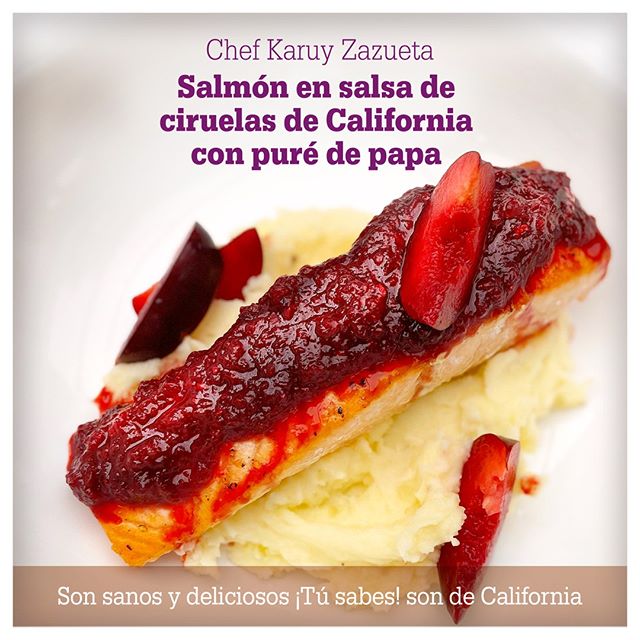 Chef Karuy Zazueta
Salmón en salsa de
ciruelas de California
con puré de papa
Son sanos y deliciosos ¡Tú sabes! son de California